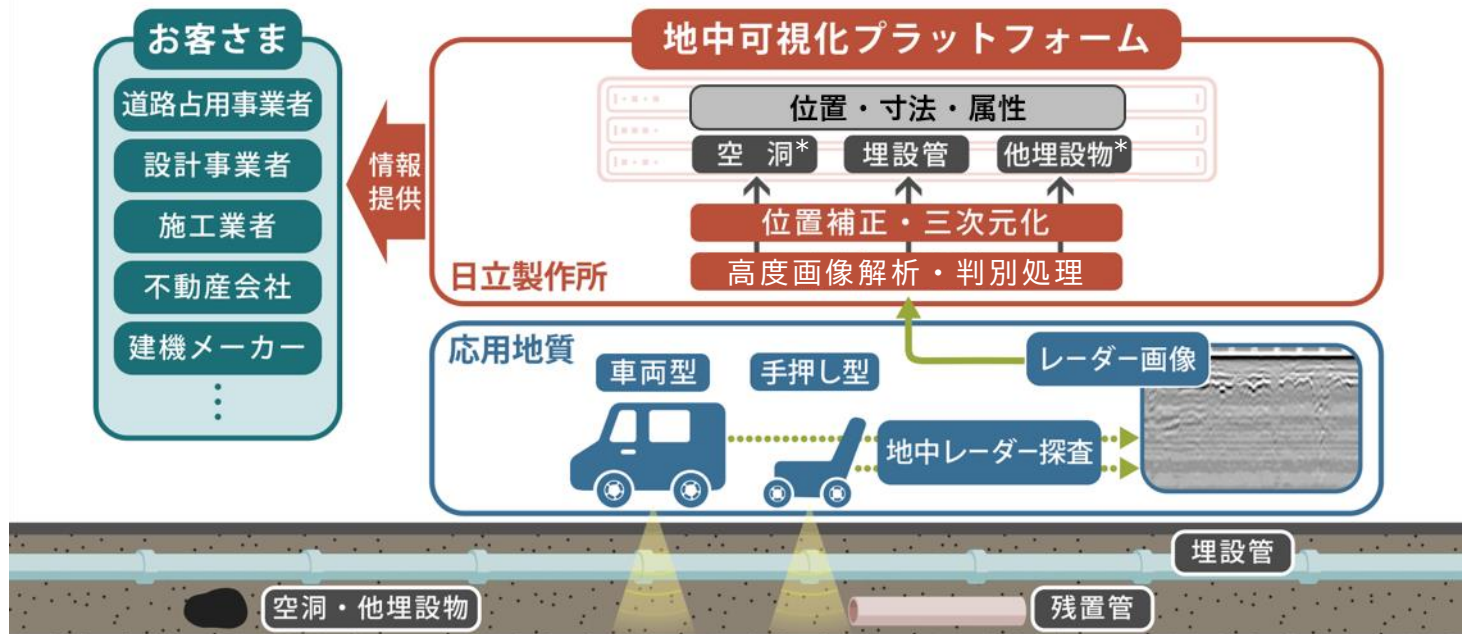 お客さま
道路占用事業者
設計事業者
施工業者
不動産会社
建機メーカー
⋮
情報
提供
地中可視化プラットフォーム
位置・寸法・属性
空 洞*
埋設管
他埋設物*
位置補正・三次元化
高度画像解析・判別処理
日立製作所
応用地質
車両型
手押し型
レーダー画像
地中レーダー探査
埋設管
空洞・他埋設物
残置管